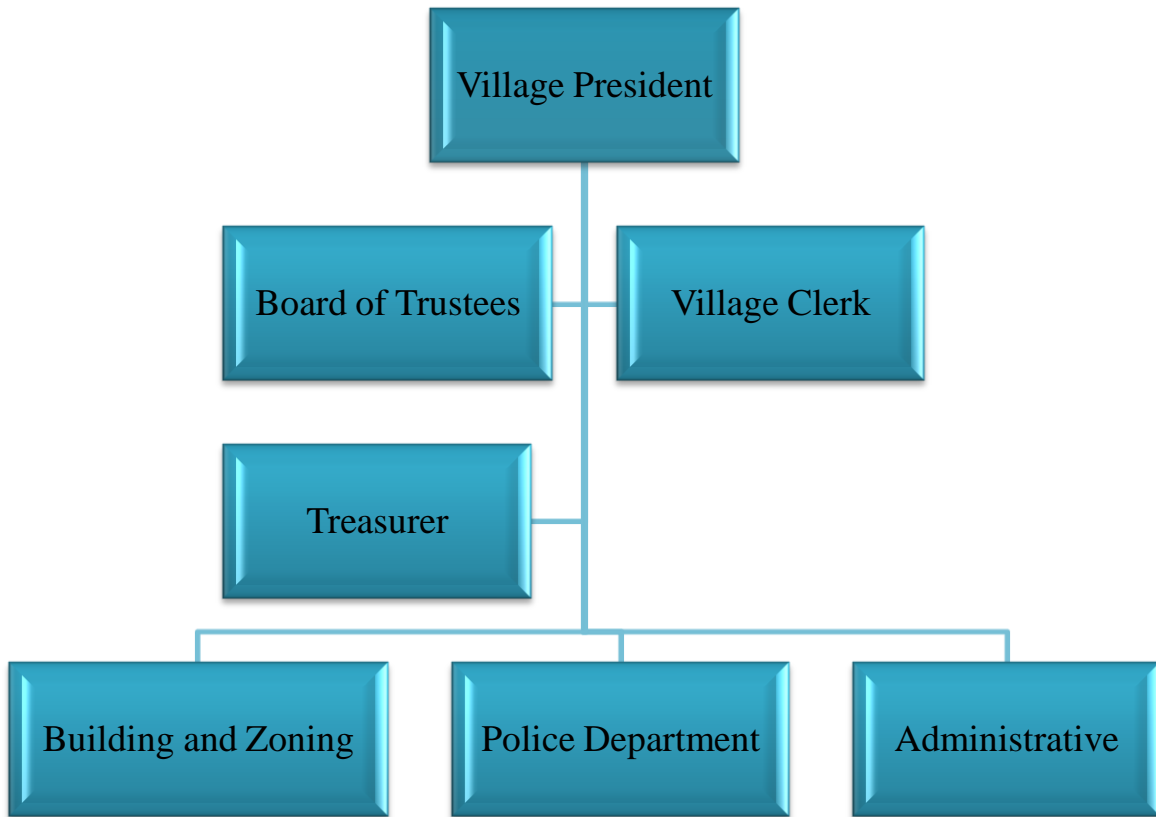 Village President
Board of Trustees
Village Clerk
Treasurer
Building and Zoning
Police Department
Administrative